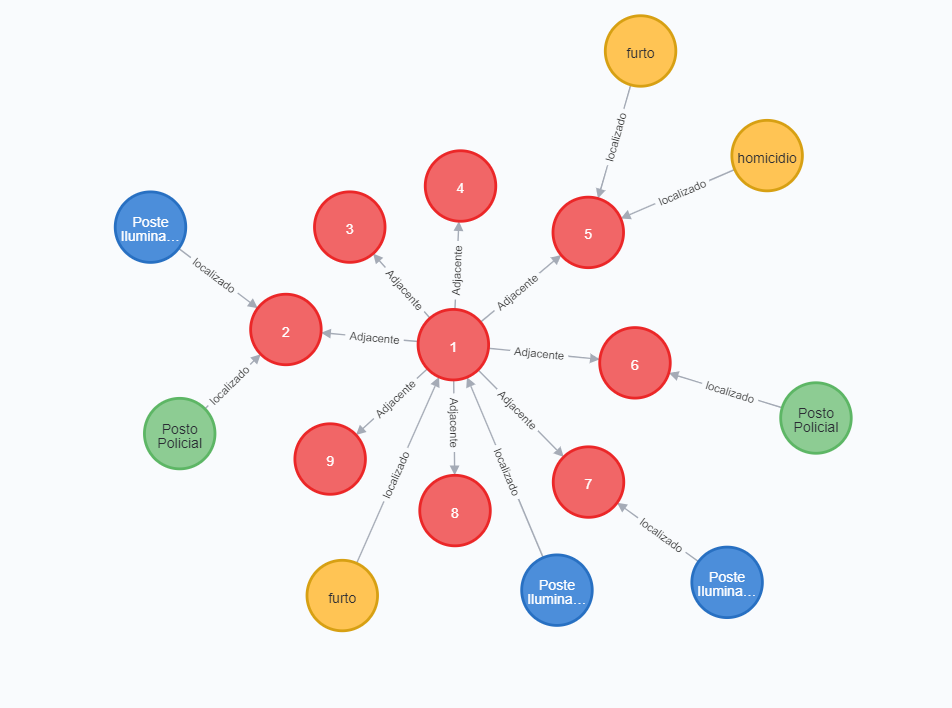 furto
localizado
homicidio
localizado
4
3
5
Poste
Ilumina...
localizado
Adjacente
Adjacente
Adjacente
2
Adjacente
1
Adjacente
6
localizado
Posto
Policial
localizado
Posto
Policial
Adjacente
Adjacente
Adjacente
9
localizado
localizado
8
7
localizado
furto
Poste
Ilumina...
Poste
Ilumina...